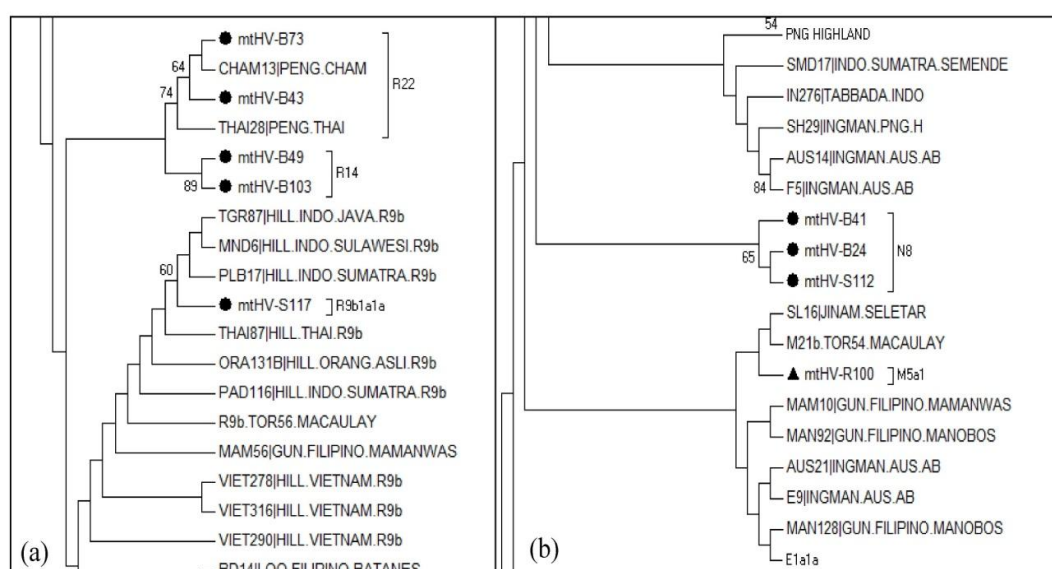 mtHV-B73
64
CHAM13|PENG.CHAM
R22
74
mtHV-B43
THAI28|PENG.THAI
mtHV-B49
R14
89
mtHV-B103
TGR87|HILL.INDO.JAVA.R9b
MND6|HILL.INDO.SULAWESI.R9b
60
PLB17|HILL.INDO.SUMATRA.R9b
mtHV-S117
R9b1a1a
THAI87|HILL.THAI.R9b
ORA131B|HILL.ORANG.ASLI.R9b
PAD116|HILL.INDO.SUMATRA.R9b
R9b.TOR56.MACAULAY
MAM56|GUN.FILIPINO.MAMANWAS
VIET278|HILL.VIETNAM.R9b
VIET316|HILL.VIETNAM.R9b
VIET290|HILL.VIETNAM.R9b
(a)
54
PNG HIGHLAND
SMD17|INDO.SUMATRA.SEMENDE
IN276|TABBADA.INDO
SH29|INGMAN.PNG.H
AUS14|INGMAN.AUS.AB
84
F5|INGMAN.AUS.AB
mtHV-B41
mtHV-B24
N8
65
mtHV-S112
SL16|JINAM.SELETAR
M21b.TOR54.MACAULAY
mtHV-R100
M5a1
MAM10|GUN.FILIPINO.MAMANWAS
MAN92|GUN.FILIPINO.MANOBOS
AUS21|INGMAN.AUS.AB
E9|INGMAN.AUS.AB
MAN128|GUN.FILIPINO.MANOBOS
E1a1a
(b)